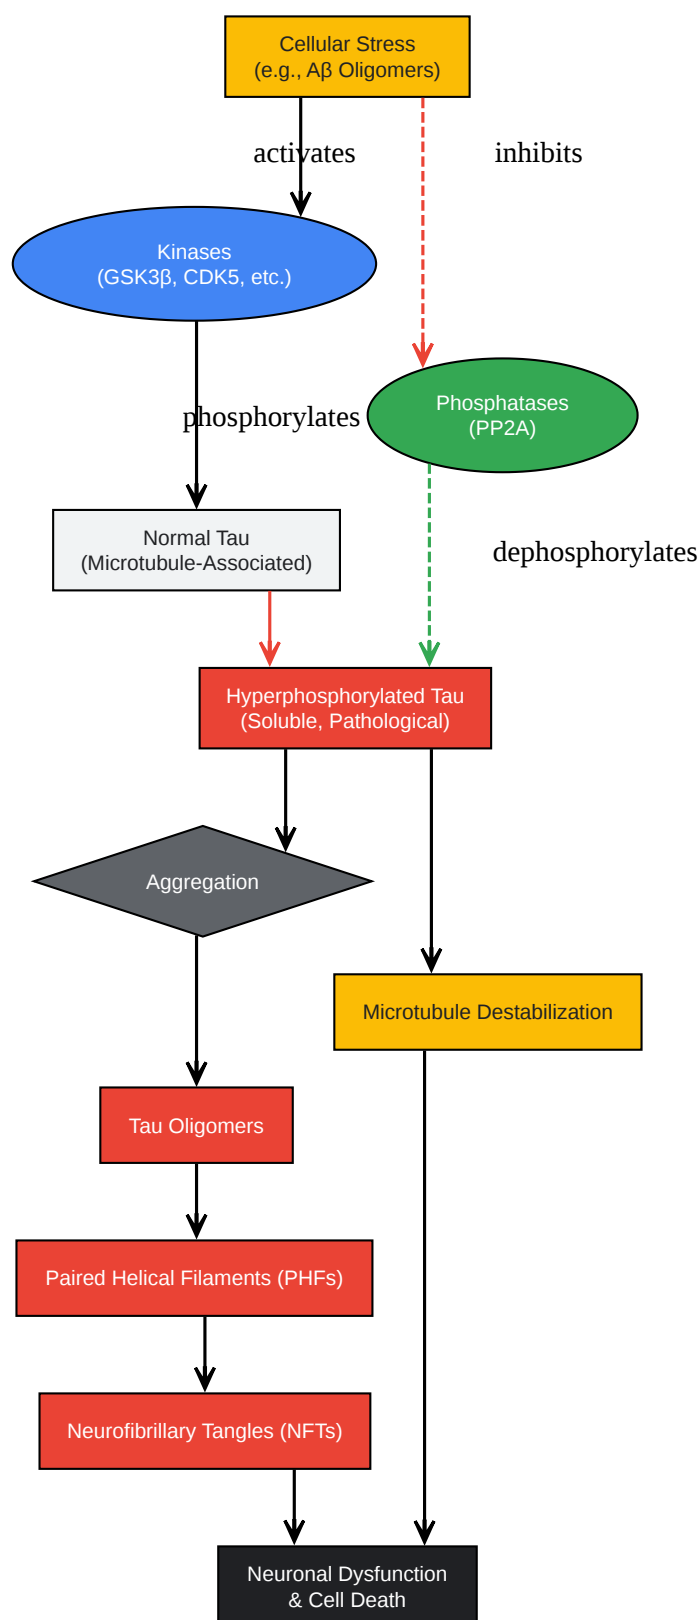 Cellular Stress
(e.g., Aβ Oligomers)
activates
inhibits
Kinases
(GSK3β, CDK5, etc.)
phosphorylates
Phosphatases
(PP2A)
Normal Tau
(Microtubule-Associated)
dephosphorylates
Hyperphosphorylated Tau
(Soluble, Pathological)
Aggregation
Microtubule Destabilization
Tau Oligomers
Paired Helical Filaments (PHFs)
Neurofibrillary Tangles (NFTs)
Neuronal Dysfunction
& Cell Death